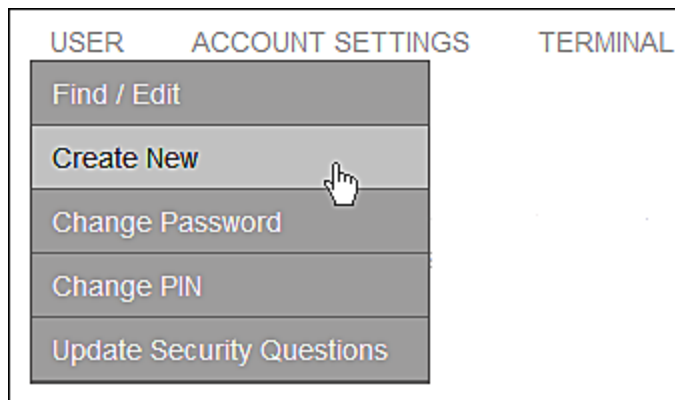 USER ACCOUNT SETTINGS TERMINAL
Find / Edit
Create New
Change Password
Change PIN
Update Security Questions